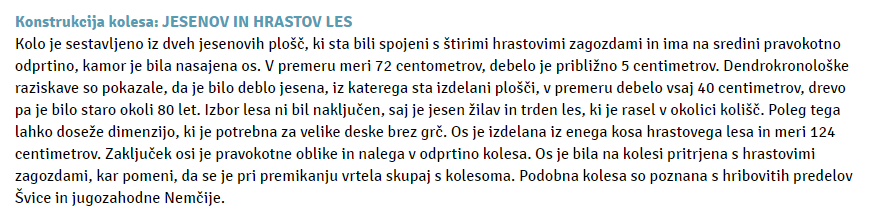 Konstrukcija kolesa: JESENOV IN HRASTOV LES
Kolo je sestavljeno iz dveh jesenovih plošč, ki sta bili spojeni s štirimi hrastovimi zagozdami in ima na sredini pravokotno
odprtino, kamor je bila nasajena os. V premeru meri 72 centometrov, debelo je približno 5 centimetrov. Dendrokronološke
raziskave so pokazale, da je bilo deblo jesena, iz katerega sta izdelani plošči, v premeru debelo vsaj 40 centimetrov, drevo
pa je bilo staro okoli 80 let. Izbor lesa ni bil naključen, saj je jesen žilav in trden les, ki je rasel v okolici kolišč. Poleg tega
lahko doseže dimenzijo, ki je potrebna za velike deske brez grč. Os je izdelana iz enega kosa hrastovega lesa in meri 124
centimetrov. Zaključek osi je pravokotne oblike in nalega v odprtino kolesa. Os je bila na kolesi pritrjena s hrastovimi
zagozdami, kar pomeni, da se je pri premikanju vrtela skupaj s kolesoma. Podobna kolesa so poznana s hribovitih predelov
Švice in jugozahodne Nemčije.